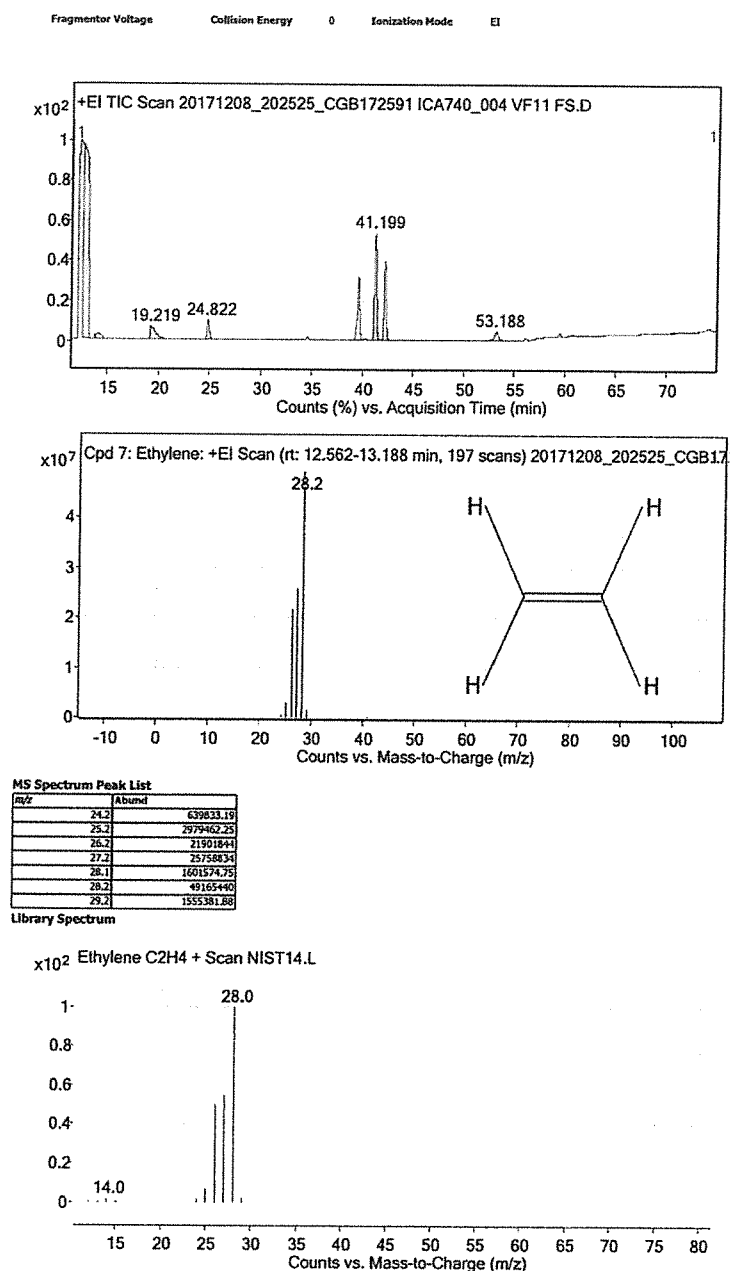 Fragmentor Voltage Collision Energy 0 Ionization Mode EI
x10² +EI TIC Scan 20171208_202525_CGB172591 ICA740_004 VF11 FS.D
1 1
1
0.8
0.6
0.4
0.2
0
41.199
19.219 24.822 53.188
15 20 25 30 35 40 45 50 55 60 65 70
Counts (%) vs. Acquisition Time (min)
x10⁷ Cpd 7: Ethylene: +EI Scan (rt: 12.562-13.188 min, 197 scans) 20171208_202525_CGB17
28.2
4
3
2
1
0
H H
H H
-10 0 10 20 30 40 50 60 70 80 90 100
Counts vs. Mass-to-Charge (m/z)
MS Spectrum Peak List
m/z Abund
24.2 639833.19
25.2 2979462.25
26.2 21901844
27.2 25758834
28.1 1601574.75
28.2 49165440
29.2 1555381.88
Library Spectrum
x10² Ethylene C2H4 + Scan NIST14.L
28.0
1
0.8
0.6
0.4
0.2
0
14.0
15 20 25 30 35 40 45 50 55 60 65 70 75 80
Counts vs. Mass-to-Charge (m/z)